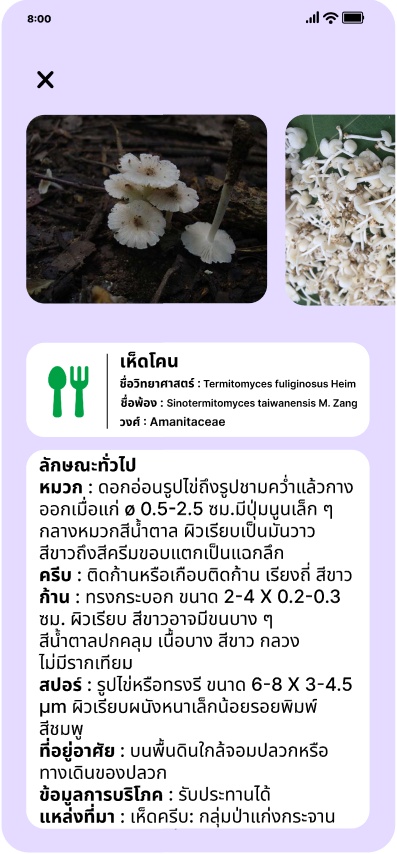 8:00
เห็ดโคน
ชื่อวิทยาศาสตร์ : Termitomyces fuliginosus Heim
ชื่อพ้อง : Sinotermitomyces taiwanensis M. Zang
วงศ์ : Amanitaceae
ลักษณะทั่วไป
หมวก : ดอกอ่อนรูปไข่ถึงรูปชามคว่ำแล้วกาง
ออกเมื่อแก่ ø 0.5-2.5 ซม.มีปุ่มนูนเล็ก ๆ
กลางหมวกสีน้ำตาล ผิวเรียบเป็นมันวาว
สีขาวถึงสีครีมขอบแตกเป็นแฉกลึก
ครีบ : ติดก้านหรือเกือบติดก้าน เรียงถี่ สีขาว
ก้าน : ทรงกระบอก ขนาด 2-4 X 0.2-0.3
ซม. ผิวเรียบ สีขาวอาจมีขนบาง ๆ
สีน้ำตาลปกคลุม เนื้อบาง สีขาว กลวง
ไม่มีรากเทียม
สปอร์ : รูปไข่หรือทรงรี ขนาด 6-8 X 3-4.5
µm ผิวเรียบผนังหนาเล็กน้อยรอยพิมพ์
สีชมพู
ที่อยู่อาศัย : บนพื้นดินใกล้จอมปลวกหรือ
ทางเดินของปลวก
ข้อมูลการบริโภค : รับประทานได้
แหล่งที่มา : เห็ดครีบ: กลุ่มป่าแก่งกระจาน